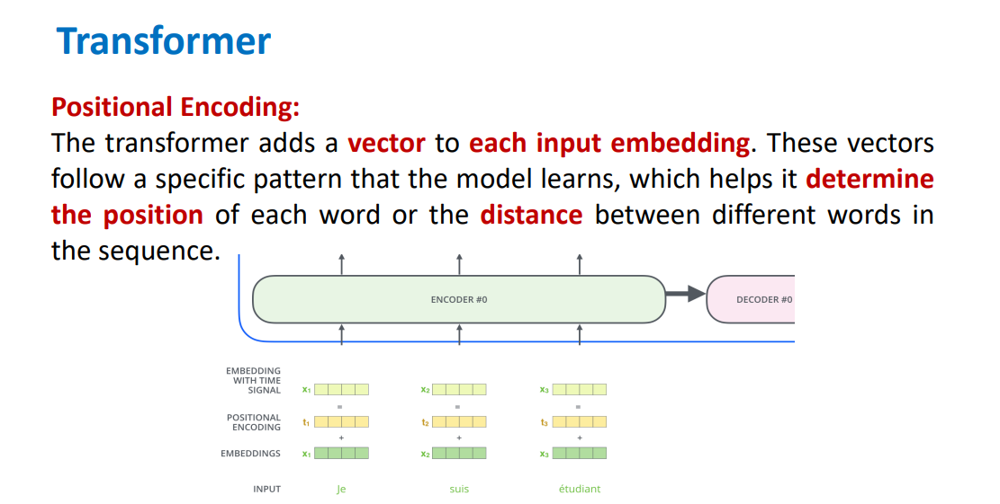 Transformer
Positional Encoding:
The transformer adds a vector to each input embedding. These vectors
follow a specific pattern that the model learns, which helps it determine
the position of each word or the distance between different words in
the sequence.
ENCODER #0
DECODER #0
EMBEDDING
WITH TIME
SIGNAL
x₁
x₂
x₃
=
=
=
POSITIONAL
ENCODING
t₁
t₂
t₃
+
+
+
EMBEDDINGS
x₁
x₂
x₃
INPUT
Je
suis
étudiant